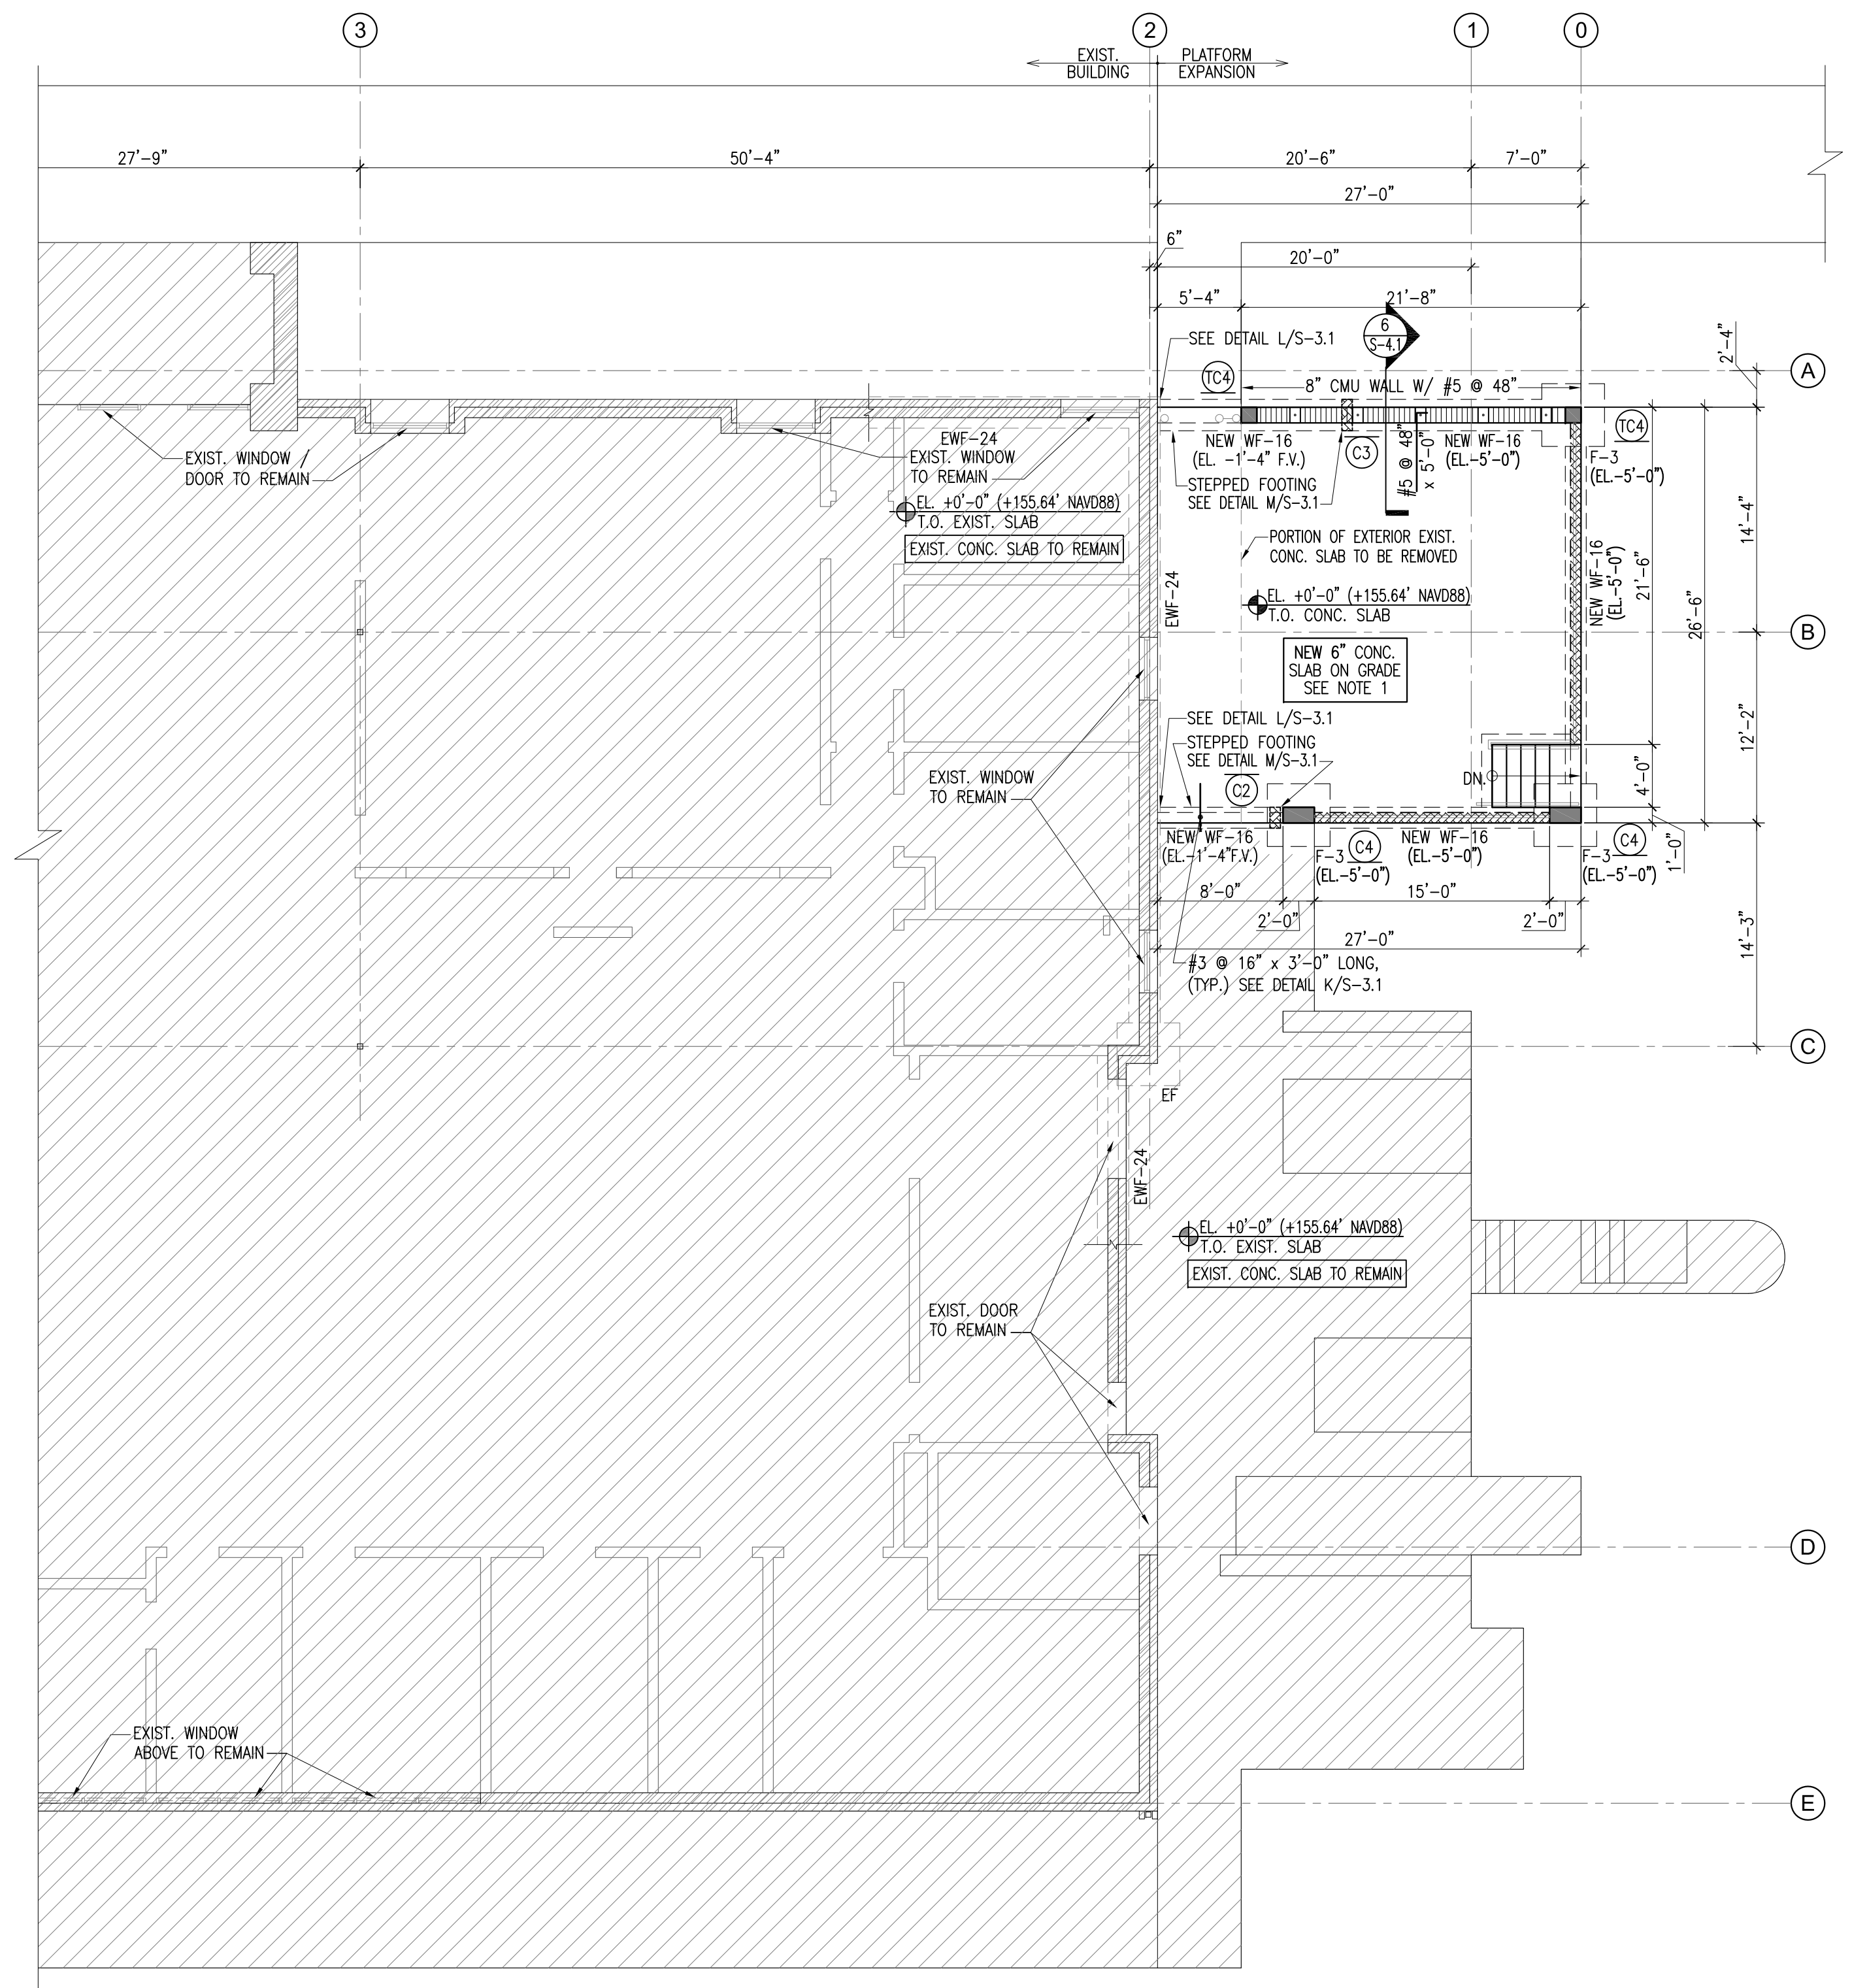 3
2
1
0
EXIST.
BUILDING
PLATFORM
EXPANSION
27'-9"
50'-4"
20'-6"
7'-0"
27'-0"
6"
20'-0"
5'-4"
21'-8"
SEE DETAIL L/S-3.1
6
S-4.1
2'-4"
A
TC4
8" CMU WALL W/ #5 @ 48"
TC4
EWF-24
EXIST. WINDOW
TO REMAIN
EXIST. WINDOW /
DOOR TO REMAIN
NEW WF-16
(EL. -1'-4" F.V.)
C3
#5 @ 48"
x 5'-0"
NEW WF-16
(EL.-5'-0")
F-3
(EL.-5'-0")
STEPPED FOOTING
SEE DETAIL M/S-3.1
EL. +0'-0" (+155.64' NAVD88)
T.O. EXIST. SLAB
EXIST. CONC. SLAB TO REMAIN
PORTION OF EXTERIOR EXIST.
CONC. SLAB TO BE REMOVED
14'-4"
EWF-24
EL. +0'-0" (+155.64' NAVD88)
T.O. CONC. SLAB
NEW WF-16
(EL.-5'-0")
21'-6"
26'-6"
B
NEW 6" CONC.
SLAB ON GRADE
SEE NOTE 1
SEE DETAIL L/S-3.1
STEPPED FOOTING
SEE DETAIL M/S-3.1
12'-2"
EXIST. WINDOW
TO REMAIN
C2
DN.
4'-0"
NEW WF-16
(EL.-1'-4"F.V.)
F-3
C4
(EL.-5'-0")
NEW WF-16
(EL.-5'-0")
C4
F-3
(EL.-5'-0")
1'-0"
8'-0"
2'-0"
15'-0"
2'-0"
27'-0"
14'-3"
#3 @ 16" x 3'-0" LONG,
(TYP.) SEE DETAIL K/S-3.1
C
EF
EWF-24
EL. +0'-0" (+155.64' NAVD88)
T.O. EXIST. SLAB
EXIST. CONC. SLAB TO REMAIN
EXIST. DOOR
TO REMAIN
D
EXIST. WINDOW
ABOVE TO REMAIN
E